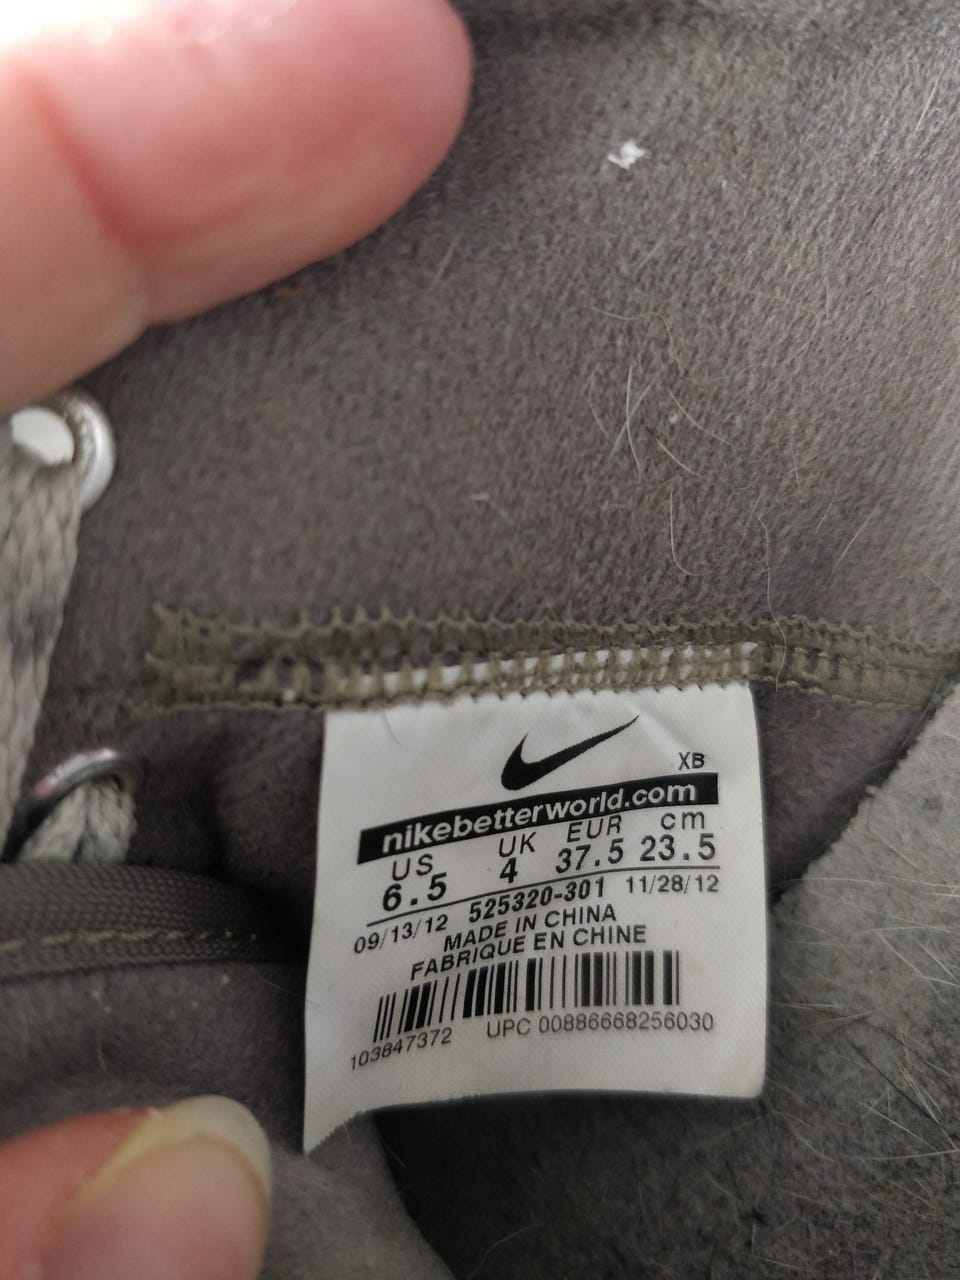 XB
nikebetterworld.com
US UK EUR cm
6.5 4 37.5 23.5
09/13/12 525320-301 11/28/12
MADE IN CHINA
FABRIQUE EN CHINE
103847372 UPC 00886668256030